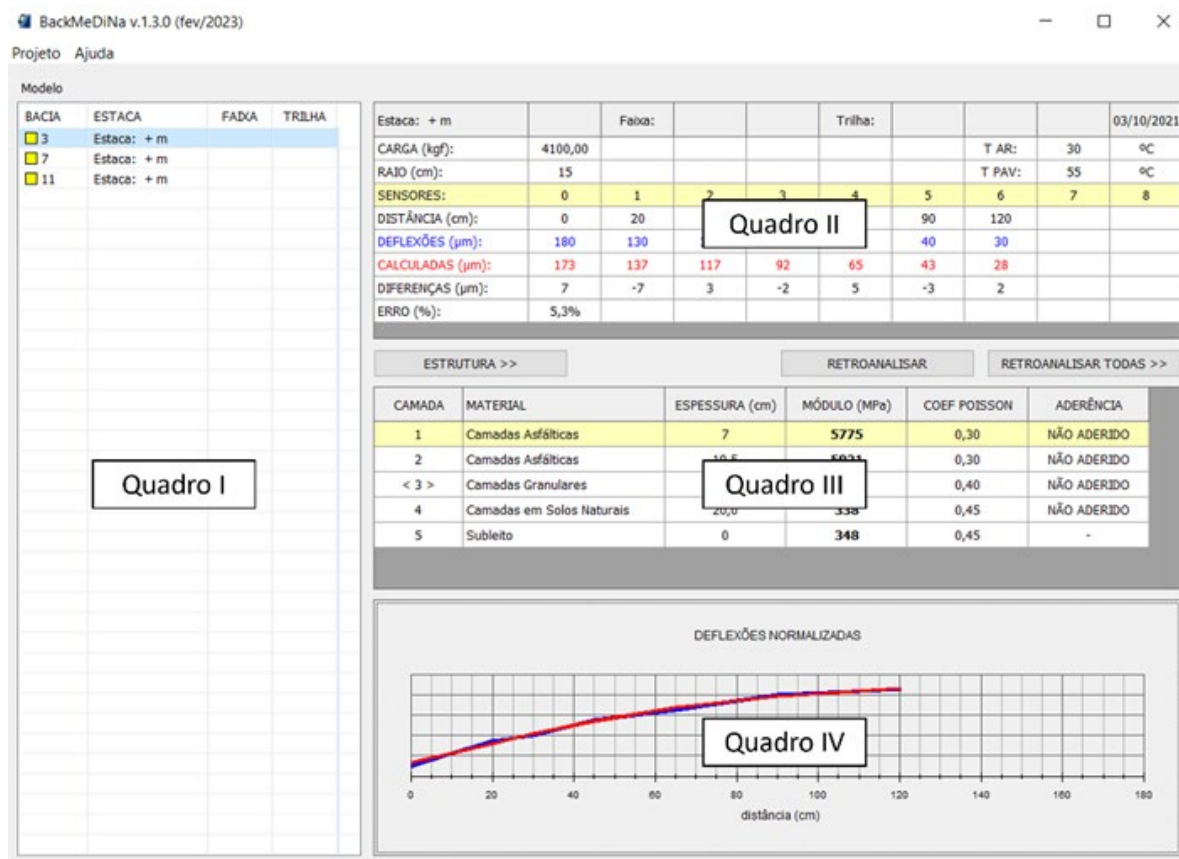 BackMeDiNa v.1.3.0 (fev/2023)
Projeto Ajuda
Modelo
BACIA ESTACA FAIXA TRILHA
3 Estaca: + m
7 Estaca: + m
11 Estaca: + m
Quadro I
Estaca: + m Faixa: Trilha: 03/10/2021
CARGA (kgf): 4100,00 T AR: 30 ºC
RAIO (cm): 15 T PAV: 55 ºC
SENSORES: 0 1 2 3 4 5 6 7 8
DISTÂNCIA (cm): 0 20 90 120
Quadro II
DEFLEXÕES (µm): 180 130 40 30
CALCULADAS (µm): 173 137 117 92 65 43 28
DIFERENÇAS (µm): 7 -7 3 -2 5 -3 2
ERRO (%): 5,3%
ESTRUTURA >> RETROANALISAR RETROANALISAR TODAS >>
CAMADA MATERIAL ESPESSURA (cm) MÓDULO (MPa) COEF POISSON ADERÊNCIA
1 Camadas Asfálticas 7 5775 0,30 NÃO ADERIDO
2 Camadas Asfálticas 0,30 NÃO ADERIDO
< 3 > Camadas Granulares 0,40 NÃO ADERIDO
Quadro III
4 Camadas em Solos Naturais 20,0 338 0,45 NÃO ADERIDO
5 Subleito 0 348 0,45 -
DEFLEXÕES NORMALIZADAS
Quadro IV
0 20 40 60 80 100 120 140 160 180
distância (cm)